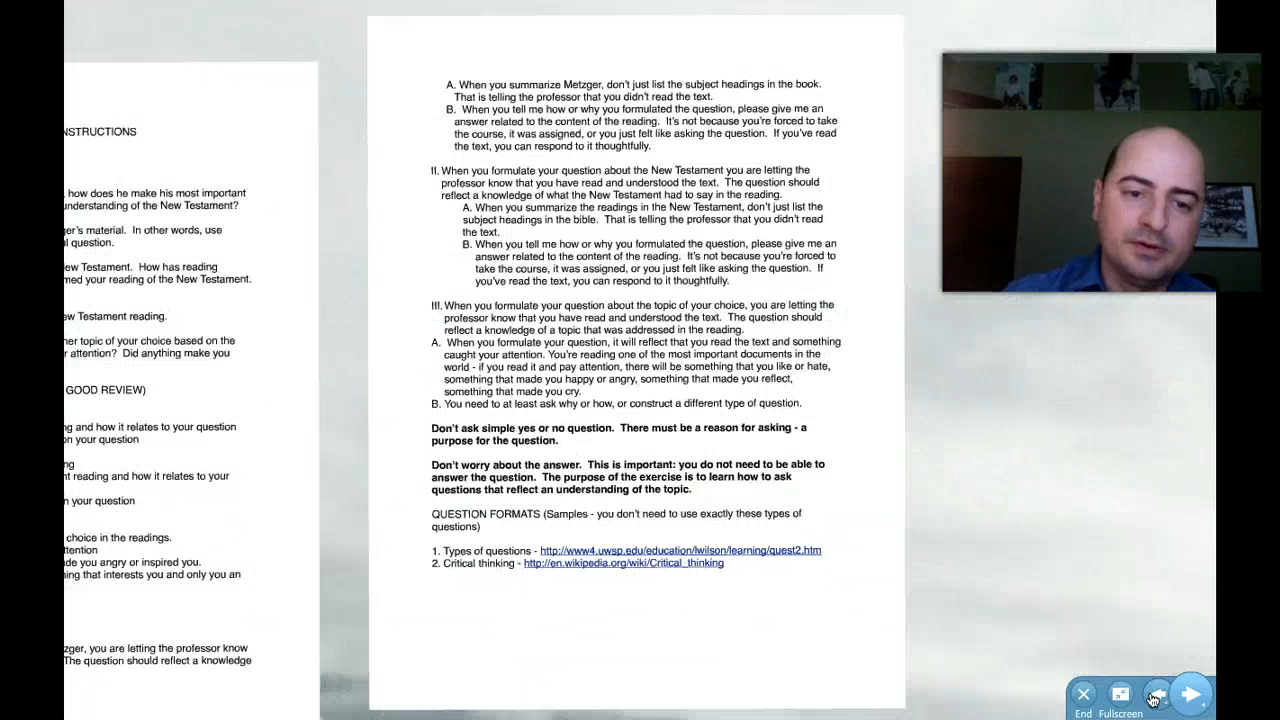 NSTRUCTIONS
, how does he make his most important
understanding of the New Testament?
ger's material. In other words, use
l question.
ew Testament. How has reading
med your reading of the New Testament.
ew Testament reading.
her topic of your choice based on the
r attention? Did anything make you
GOOD REVIEW)
ng and how it relates to your question
on your question
ng
nt reading and how it relates to your
n your question
choice in the readings.
ttention
de you angry or inspired you.
hing that interests you and only you an
zger, you are letting the professor know
The question should reflect a knowledge
A. When you summarize Metzger, don't just list the subject headings in the book.
That is telling the professor that you didn't read the text.
B. When you tell me how or why you formulated the question, please give me an
answer related to the content of the reading. It's not because you're forced to take
the course, it was assigned, or you just felt like asking the question. If you've read
the text, you can respond to it thoughtfully.
II. When you formulate your question about the New Testament you are letting the
professor know that you have read and understood the text. The question should
reflect a knowledge of what the New Testament had to say in the reading.
A. When you summarize the readings in the New Testament, don't just list the
subject headings in the bible. That is telling the professor that you didn't read
the text.
B. When you tell me how or why you formulated the question, please give me an
answer related to the content of the reading. It's not because you're forced to
take the course, it was assigned, or you just felt like asking the question. If
you've read the text, you can respond to it thoughtfully.
III. When you formulate your question about the topic of your choice, you are letting the
professor know that you have read and understood the text. The question should
reflect a knowledge of a topic that was addressed in the reading.
A. When you formulate your question, it will reflect that you read the text and something
caught your attention. You're reading one of the most important documents in the
world - if you read it and pay attention, there will be something that you like or hate,
something that made you happy or angry, something that made you reflect,
something that made you cry.
B. You need to at least ask why or how, or construct a different type of question.
Don't ask simple yes or no question. There must be a reason for asking - a
purpose for the question.
Don't worry about the answer. This is important: you do not need to be able to
answer the question. The purpose of the exercise is to learn how to ask
questions that reflect an understanding of the topic.
QUESTION FORMATS (Samples - you don't need to use exactly these types of
questions)
1. Types of questions - http://www4.uwsp.edu/education/lwilson/learning/quest2.htm
2. Critical thinking - http://en.wikipedia.org/wiki/Critical_thinking
End Fullscreen